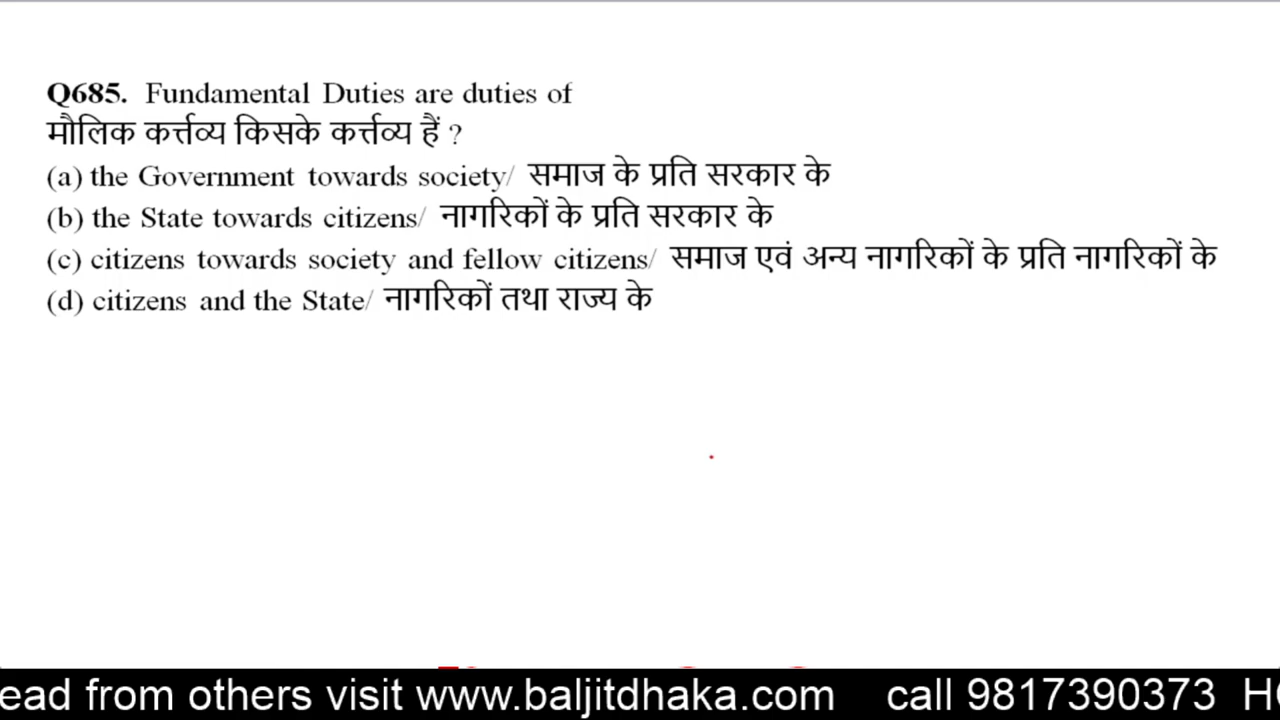 Q685. Fundamental Duties are duties of
मौलिक कर्त्तव्य किसके कर्त्तव्य हैं ?
(a) the Government towards society/ समाज के प्रति सरकार के
(b) the State towards citizens/ नागरिकों के प्रति सरकार के
(c) citizens towards society and fellow citizens/ समाज एवं अन्य नागरिकों के प्रति नागरिकों के
(d) citizens and the State/ नागरिकों तथा राज्य के
ead from others visit www.baljitdhaka.com call 9817390373